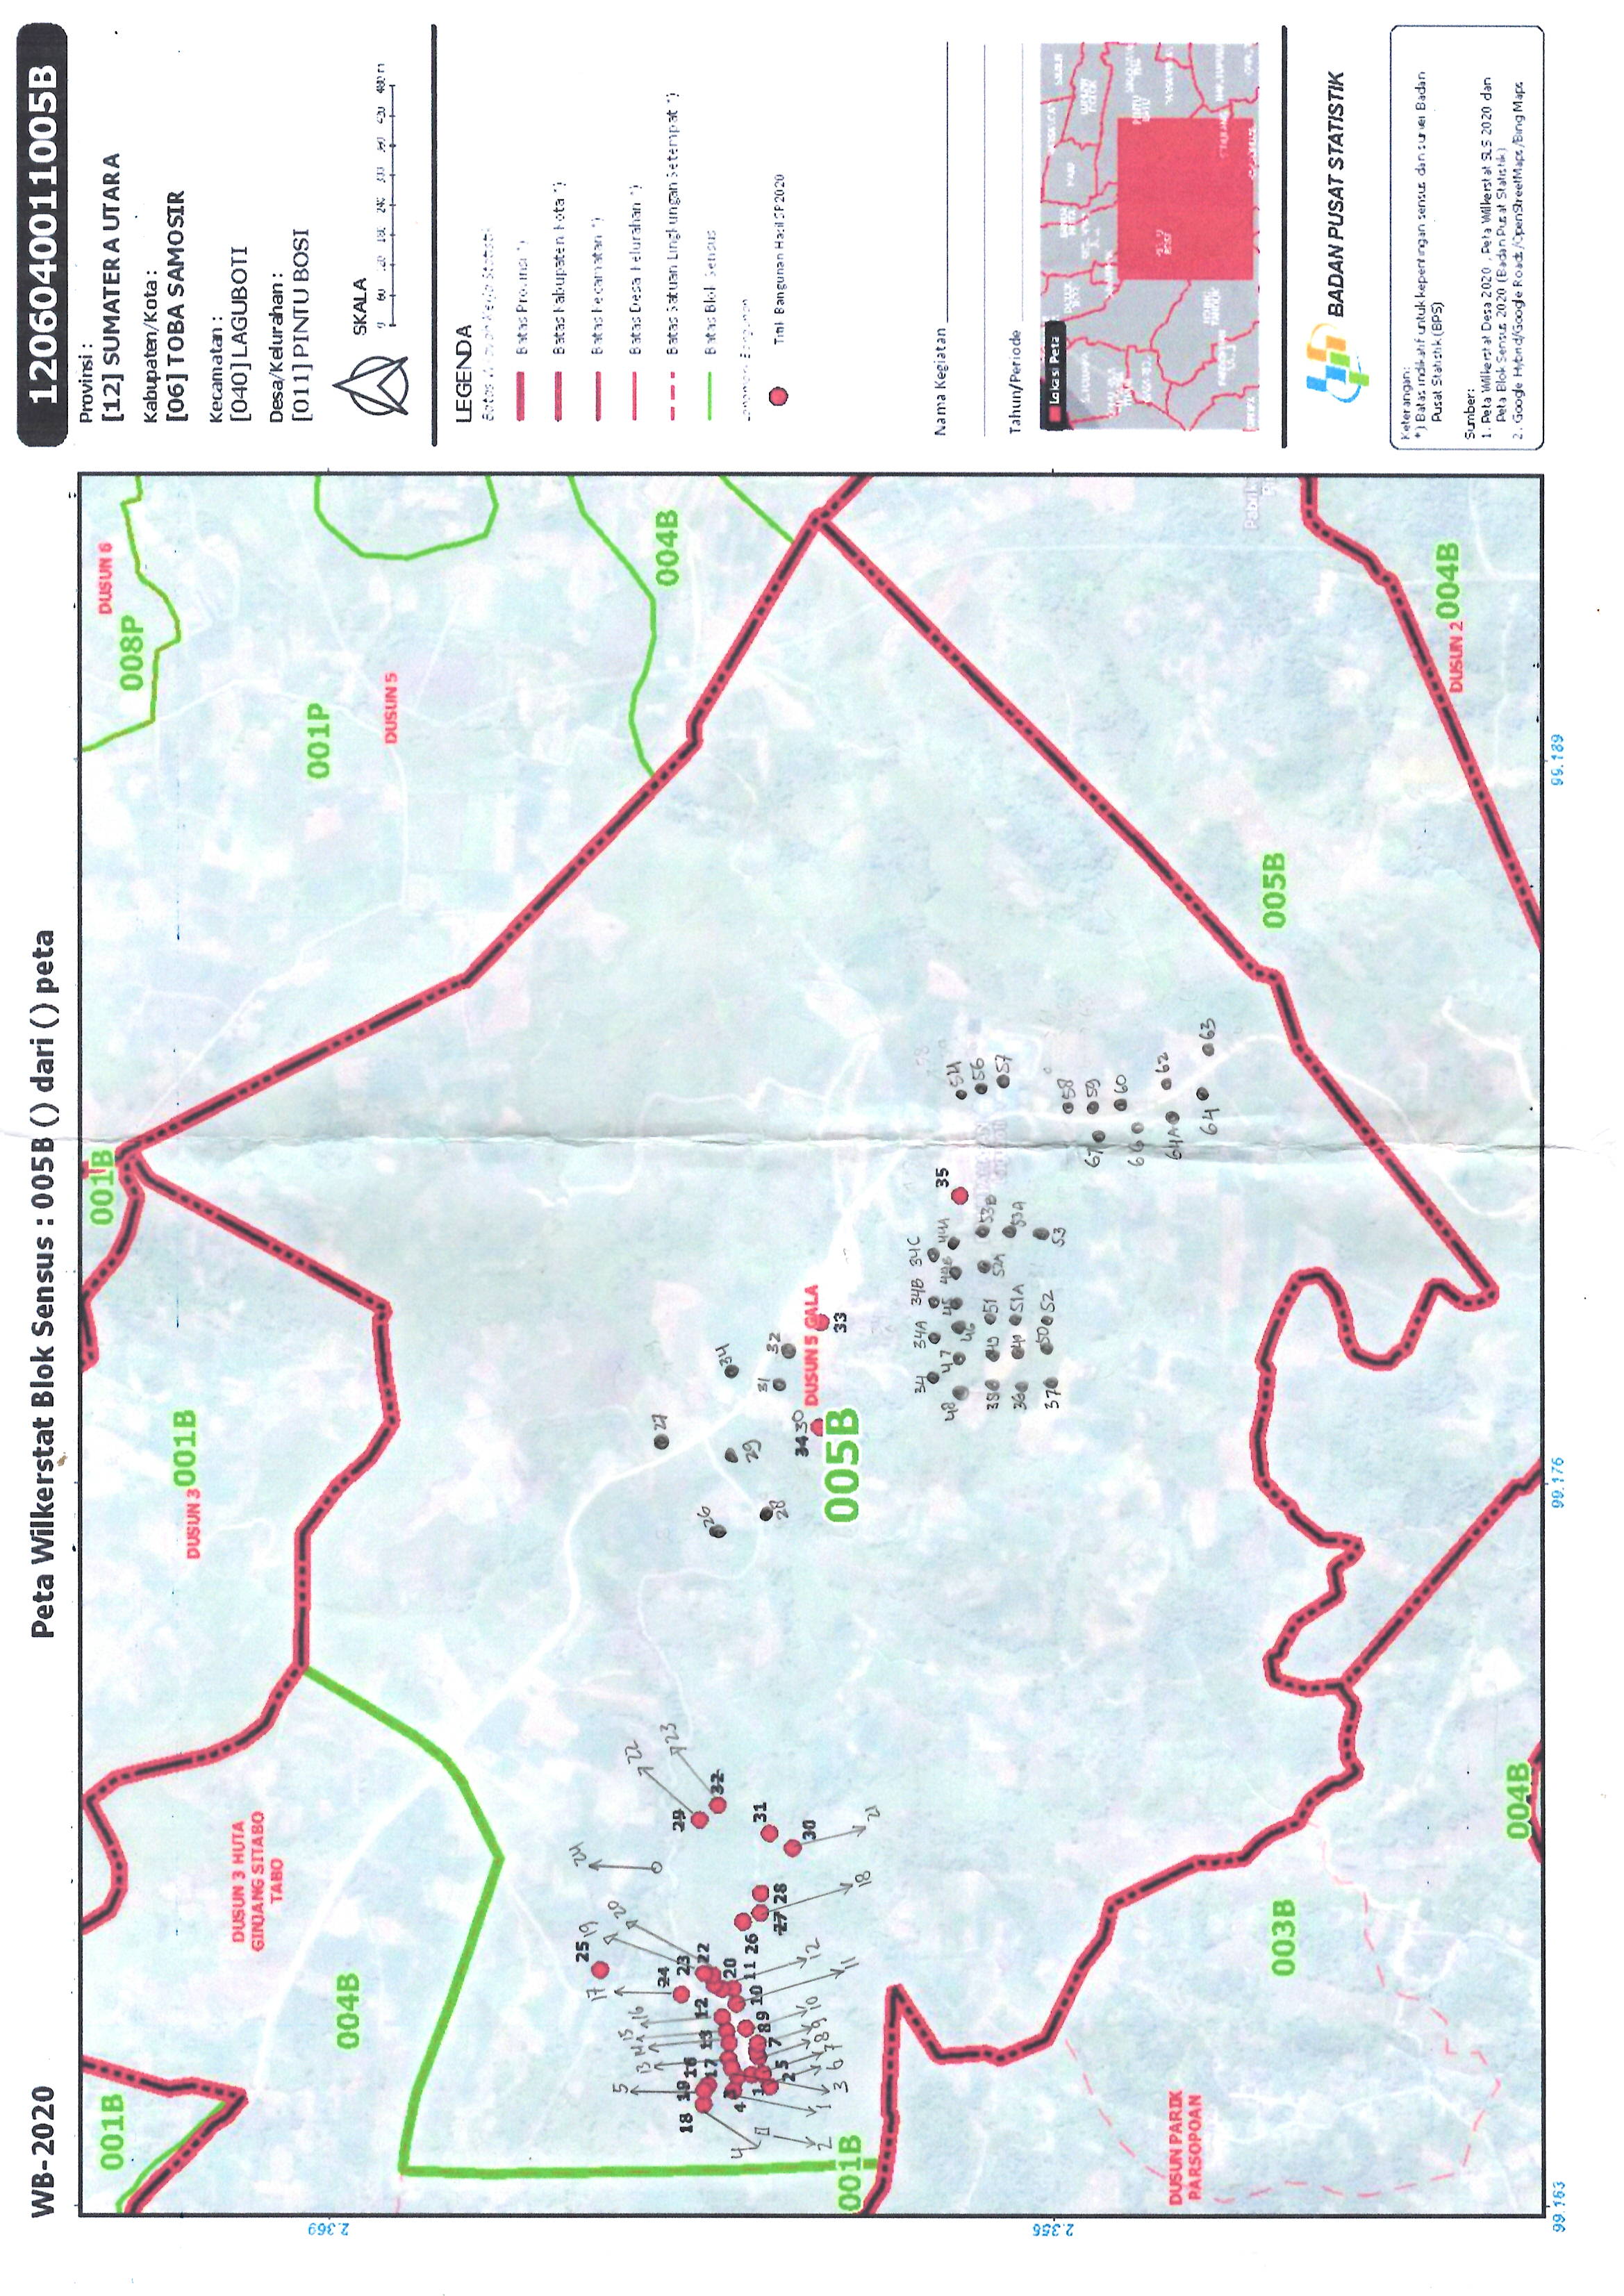 WB-2020
Peta Wilkerstat Blok Sensus : 005B () dari () peta
1206040011005B
Provinsi :
[12] SUMATERA UTARA
Kabupaten/Kota :
[06] TOBA SAMOSIR
Kecamatan :
[040] LAGUBOTI
Desa/Kelurahan :
[011] PINTU BOSI
SKALA
0 60 120 180 240 300 360 420 480 m
LEGENDA
Batas Wilayah Kerja Statistik
Batas Provinsi *)
Batas Kabupaten Kota *)
Batas Kecamatan *)
Batas Desa Kelurahan *)
Batas Satuan Lingkungan Setempat *)
Batas Blok Sensus
Titik Bangunan Hasil SP2020
Nama Kegiatan
Tahun/Periode
Lokasi Peta
BADAN PUSAT STATISTIK
Keterangan:
*) Batas indikatif untuk kepentingan sensus dan survei Badan
Pusat Statistik (BPS)
Sumber:
1. Peta Wilkerstat Desa 2020 , Peta Wilkerstat SLS 2020 dan
Peta Blok Sensus 2020 (Badan Pusat Statistik)
2. Google Hybrid/Google Roads/OpenStreetMaps/Bing Maps
001B
001B
008P
DUSUN 6
DUSUN 3 001B
DUSUN 3 HUTA
GINJANG SITABO
TABO
2.369
004B
001P
DUSUN 5
25 19
17 24
20
5
13 14 15 16
22
24
23
004B
18 19 16
23
29
17 13 12 22
32
4 20
4
1 2 5 7 8 9 10 11 26
27 28
31
30
2 1 3 6 7 8 9 10 12
11 18 21
27
26
29
34
28
31
32
34 30
DUSUN 5 GALA
33
005B
001B
34 34A 34B 34C
48 47 46 45 44B 44A 35
54
38 49 51 52A 53B
56
57
36 40 51A 53A
37 50 52 53
2.356
58
67 59
60
66
64A 62
64 63
DUSUN PARIK
PARSOPOAN
003B
005B
Pabrik
DUSUN 2 004B
004B
99.163
99.176
99.189